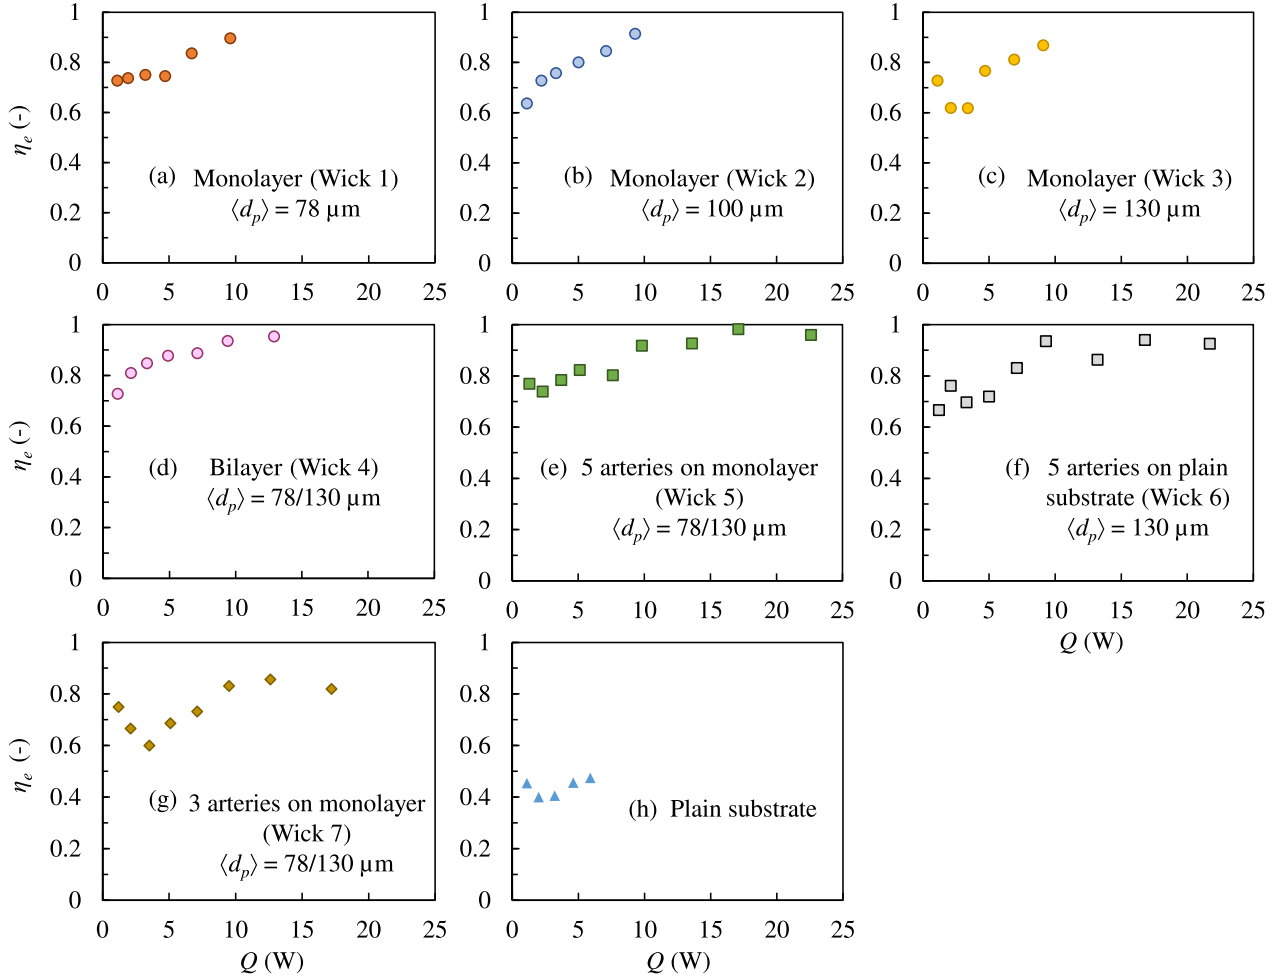 1
0.8
0.6
0.4
0.2
0
ηe (-)
(a) Monolayer (Wick 1)
⟨dp⟩ = 78 µm
0 5 10 15 20 25
1
0.8
0.6
0.4
0.2
0
(b) Monolayer (Wick 2)
⟨dp⟩ = 100 µm
0 5 10 15 20 25
1
0.8
0.6
0.4
0.2
0
(c) Monolayer (Wick 3)
⟨dp⟩ = 130 µm
0 5 10 15 20 25
1
0.8
0.6
0.4
0.2
0
ηe (-)
(d) Bilayer (Wick 4)
⟨dp⟩ = 78/130 µm
0 5 10 15 20 25
1
0.8
0.6
0.4
0.2
0
(e) 5 arteries on monolayer
(Wick 5)
⟨dp⟩ = 78/130 µm
0 5 10 15 20 25
1
0.8
0.6
0.4
0.2
0
(f) 5 arteries on plain
substrate (Wick 6)
⟨dp⟩ = 130 µm
0 5 10 15 20 25
Q (W)
1
0.8
0.6
0.4
0.2
0
ηe (-)
(g) 3 arteries on monolayer
(Wick 7)
⟨dp⟩ = 78/130 µm
0 5 10 15 20 25
Q (W)
1
0.8
0.6
0.4
0.2
0
(h) Plain substrate
0 5 10 15 20 25
Q (W)